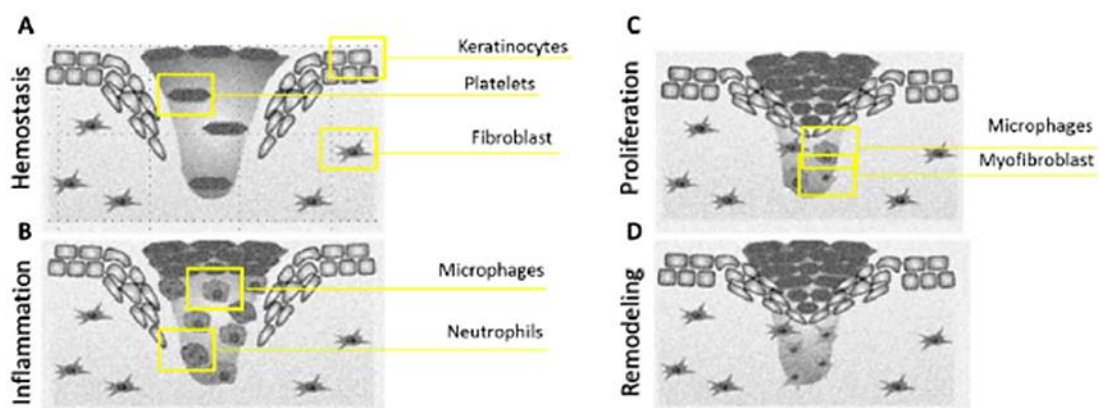 A
Hemostasis
Keratinocytes
Platelets
Fibroblast
B
Inflammation
Microphages
Neutrophils
C
Proliferation
Microphages
Myofibroblast
D
Remodeling